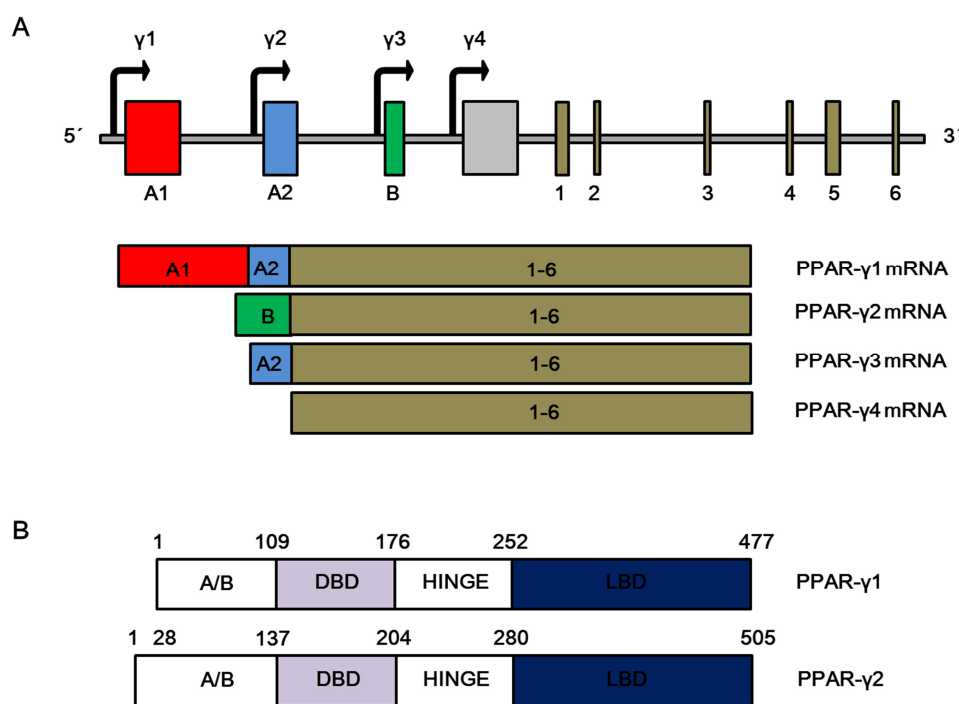 A
γ1 γ2 γ3 γ4
5´ 3´
A1 A2 B 1 2 3 4 5 6
A1 A2 1-6 PPAR-γ1 mRNA
B 1-6 PPAR-γ2 mRNA
A2 1-6 PPAR-γ3 mRNA
1-6 PPAR-γ4 mRNA
B
1 109 176 252 477
A/B DBD HINGE LBD PPAR-γ1
1 28 137 204 280 505
A/B DBD HINGE LBD PPAR-γ2